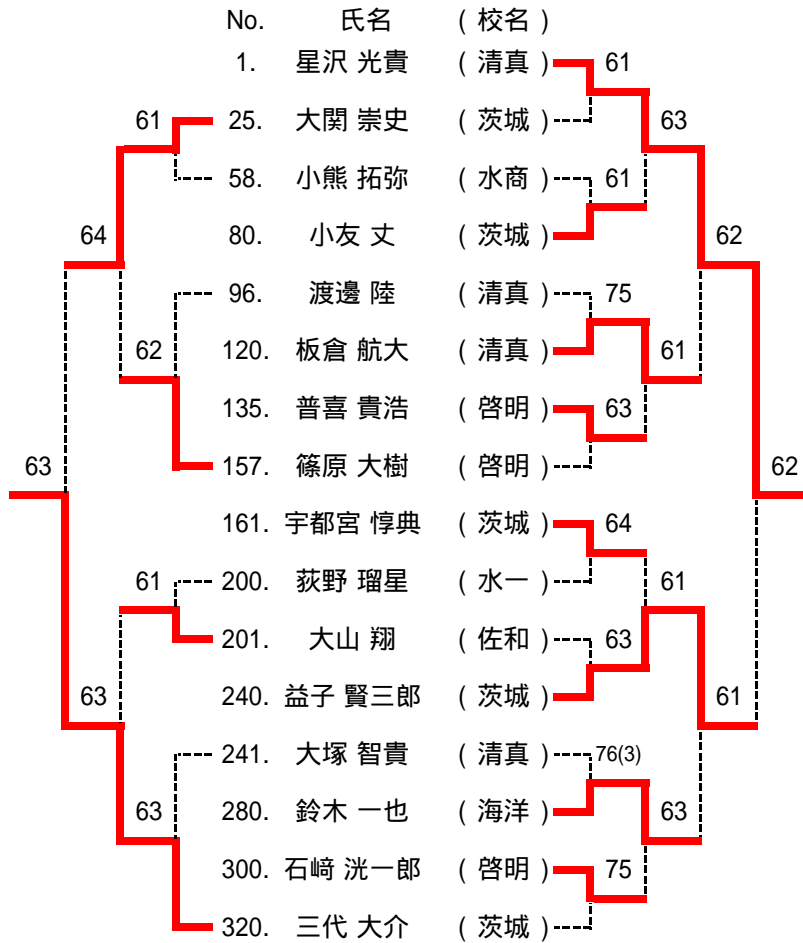 No. 氏名 (校名)
1. 星沢 光貴 (清真) 61
61 25. 大関 崇史 (茨城) 63
58. 小熊 拓弥 (水商) 61
64 80. 小友 丈 (茨城) 62
96. 渡邊 陸 (清真) 75
62 120. 板倉 航大 (清真) 61
135. 普喜 貴浩 (啓明) 63
63 157. 篠原 大樹 (啓明) 62
161. 宇都宮 惇典 (茨城) 64
61 200. 荻野 瑠星 (水一) 61
201. 大山 翔 (佐和) 63
63 240. 益子 賢三郎 (茨城) 61
241. 大塚 智貴 (清真) 76(3)
63 280. 鈴木 一也 (海洋) 63
300. 石﨑 洸一郎 (啓明) 75
320. 三代 大介 (茨城)